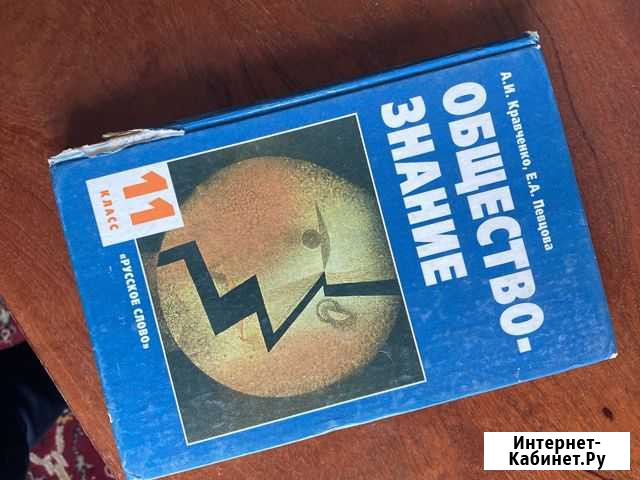 А.И. Кравченко, Е.А. Певцова
ОБЩЕСТВО-
ЗНАНИЕ
11
КЛАСС
«РУССКОЕ СЛОВО»
Интернет-
Кабинет.Ру